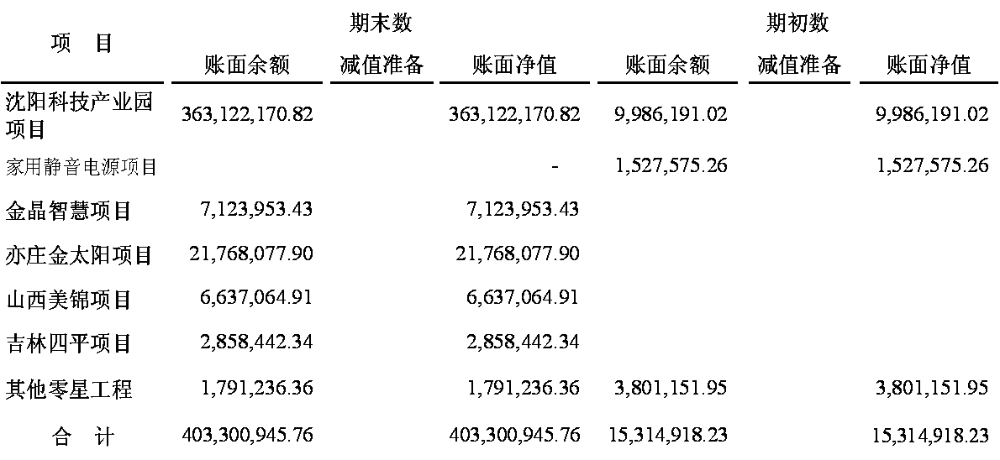 项 目 期末数 期初数
账面余额 减值准备 账面净值 账面余额 减值准备 账面净值
沈阳科技产业园
项目 363,122,170.82 363,122,170.82 9,986,191.02 9,986,191.02
家用静音电源项目 - 1,527,575.26 1,527,575.26
金晶智慧项目 7,123,953.43 7,123,953.43
亦庄金太阳项目 21,768,077.90 21,768,077.90
山西美锦项目 6,637,064.91 6,637,064.91
吉林四平项目 2,858,442.34 2,858,442.34
其他零星工程 1,791,236.36 1,791,236.36 3,801,151.95 3,801,151.95
合 计 403,300,945.76 403,300,945.76 15,314,918.23 15,314,918.23